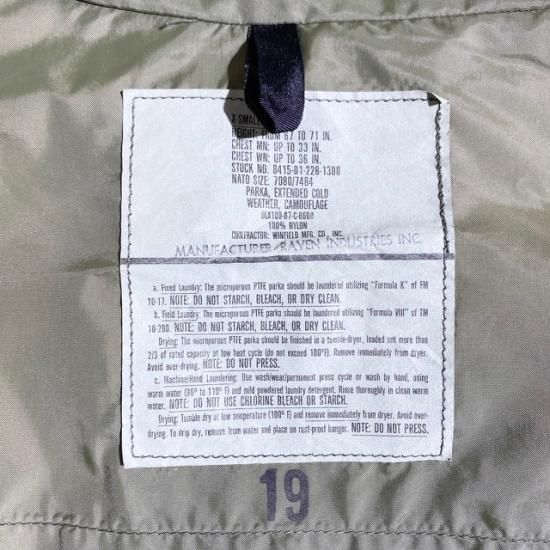 X-SMALL
HEIGHT: FROM 67 TO 71 IN.
CHEST MN: UP TO 33 IN.
CHEST WN: UP TO 36 IN.
STOCK NO. 8415-01-228-1308
NATO SIZE: 7080/7484
PARKA, EXTENDED COLD
WEATHER, CAMOUFLAGE
DLA100-87-C-0600
100% NYLON
CONTRACTOR: WINFIELD MFG. CO., INC.
MANUFACTURER RAVEN INDUSTRIES INC.
a. Fixed Laundry: The microporous PTFE parka should be laundered utilizing "Formula K" of FM
10-17. NOTE: DO NOT STARCH, BLEACH, OR DRY CLEAN.
b. Field Laundry: The microporous PTFE parka should be laundered utilizing "Formula VIII" of TM
10-280. NOTE: DO NOT STARCH, BLEACH, OR DRY CLEAN.
Drying: The microporous PTFE parka should be finished in a tumble-dryer, loaded not more than
2/3 of rated capacity at low heat cycle (do not exceed 100°F). Remove immediately from dryer.
Avoid over-drying. NOTE: DO NOT PRESS.
c. Machine/Hand Laundering: Use wash/wear/permanent press cycle or wash by hand, using
warm water (90° to 110° F) and mild powdered laundry detergent. Rinse thoroughly in clean warm
water. NOTE: DO NOT USE CHLORINE BLEACH OR STARCH.
Drying: Tumble dry at low temperature (100° F) and remove immediately from dryer. Avoid over-
drying. To drip dry, remove from water and place on rust-proof hanger. NOTE: DO NOT PRESS.
19